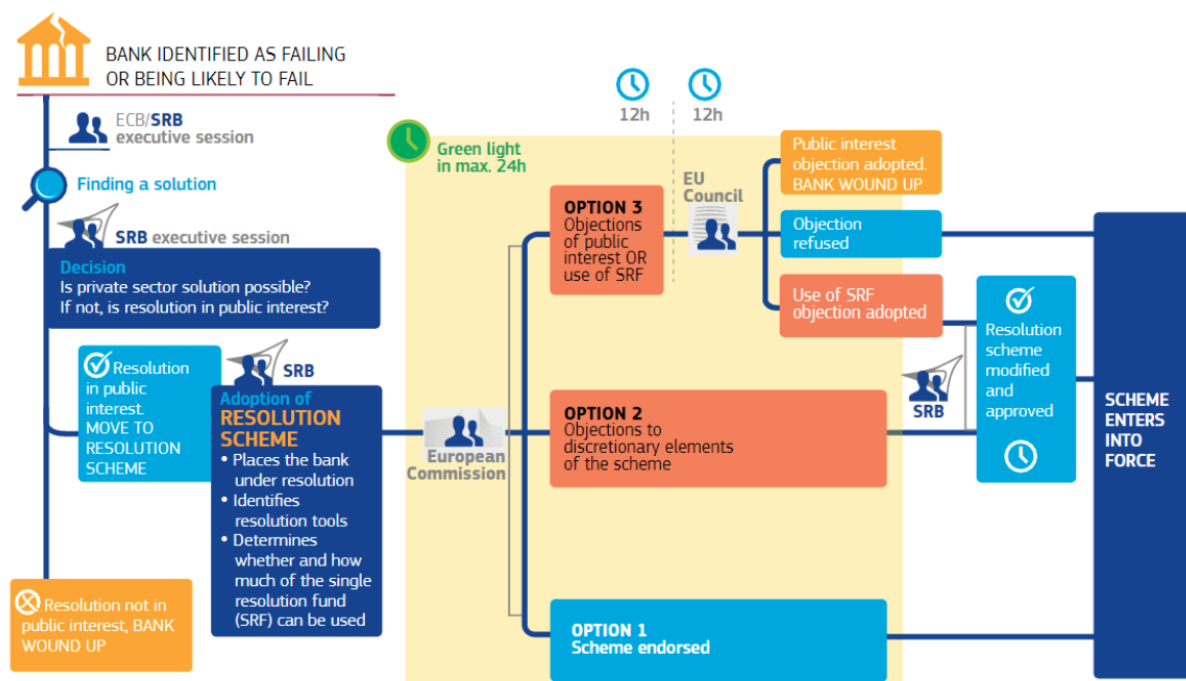 BANK IDENTIFIED AS FAILING
OR BEING LIKELY TO FAIL
ECB/SRB
executive session
Finding a solution
SRB executive session
Decision
Is private sector solution possible?
If not, is resolution in public interest?
Resolution
in public
interest.
MOVE TO
RESOLUTION
SCHEME
Resolution not in
public interest, BANK
WOUND UP
SRB
Adoption of
RESOLUTION
SCHEME
• Places the bank
under resolution
• Identifies
resolution tools
• Determines
whether and how
much of the single
resolution fund
(SRF) can be used
European
Commission
Green light
in max. 24h
12h
12h
OPTION 3
Objections
of public
interest OR
use of SRF
EU
Council
Public interest
objection adopted.
BANK WOUND UP
Objection
refused
Use of SRF
objection adopted
OPTION 2
Objections to
discretionary elements
of the scheme
SRB
Resolution
scheme
modified
and
approved
OPTION 1
Scheme endorsed
SCHEME
ENTERS
INTO
FORCE